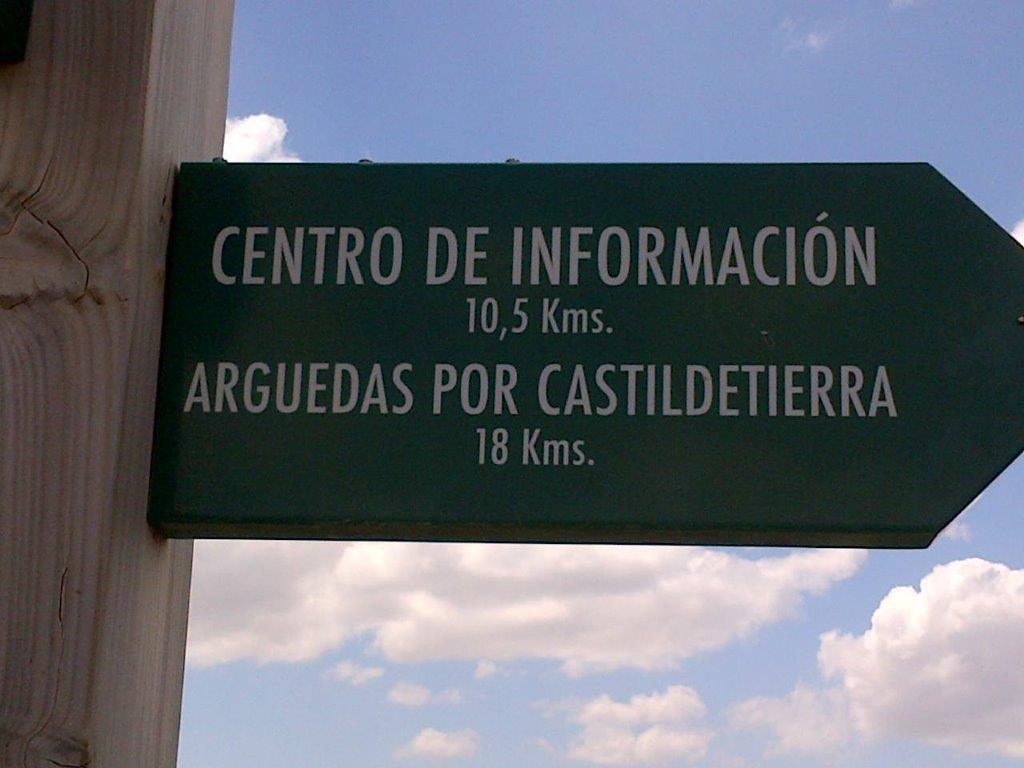 CENTRO DE INFORMACIÓN
10,5 Kms.
ARGUEDAS POR CASTILDETIERRA
18 Kms.